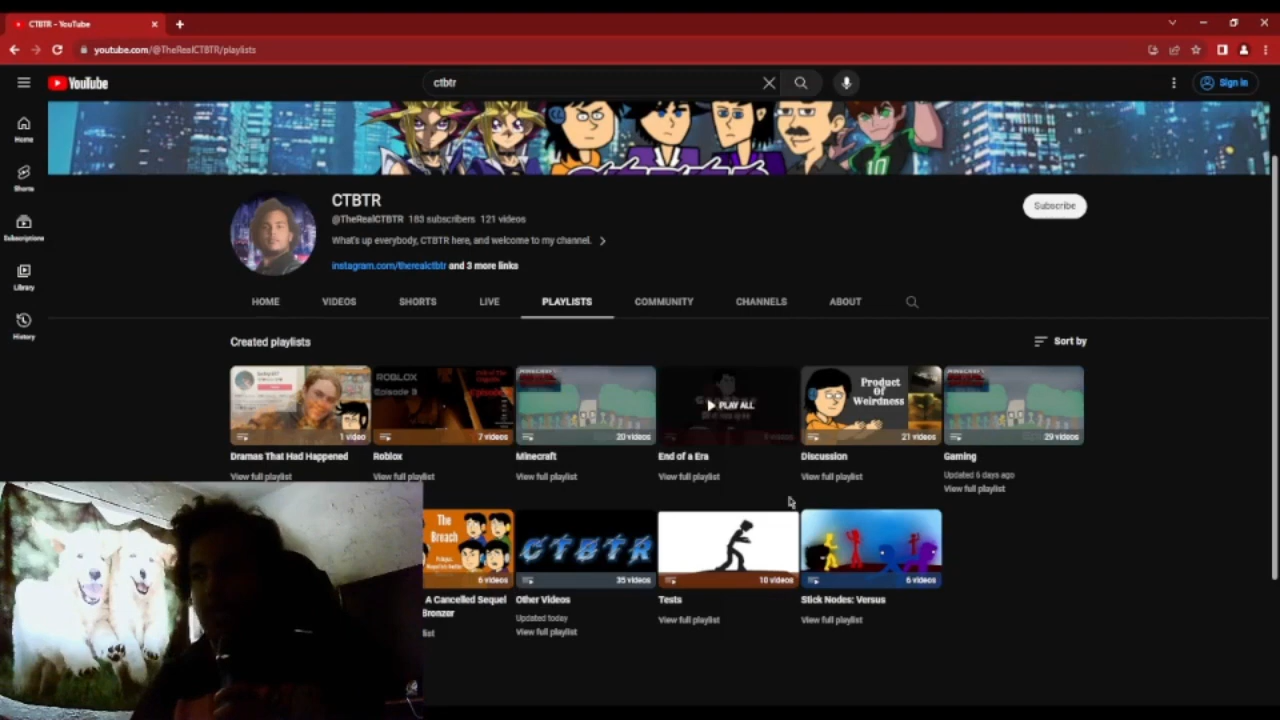 CTBTR - YouTube
youtube.com/@TheRealCTBTR/playlists
YouTube
ctbtr
Sign in
Home
Shorts
Subscriptions
Library
History
CTBTR
@TheRealCTBTR 183 subscribers 121 videos
What's up everybody, CTBTR here, and welcome to my channel.
instagram.com/therealctbtr and 3 more links
Subscribe
HOME VIDEOS SHORTS LIVE PLAYLISTS COMMUNITY CHANNELS ABOUT
Created playlists
Sort by
ROBLOX
Episode 3
PLAY ALL
Product
Of
Weirdness
1 video
7 videos
20 videos
21 videos
29 videos
Dramas That Had Happened
Roblox
Minecraft
End of a Era
Discussion
Gaming
View full playlist
View full playlist
View full playlist
View full playlist
View full playlist
Updated 6 days ago
View full playlist
The
Breach
CTBTR
6 videos
35 videos
10 videos
6 videos
A Cancelled Sequel
Bronzer
list
Other Videos
Updated today
View full playlist
Tests
View full playlist
Stick Nodes: Versus
View full playlist
10